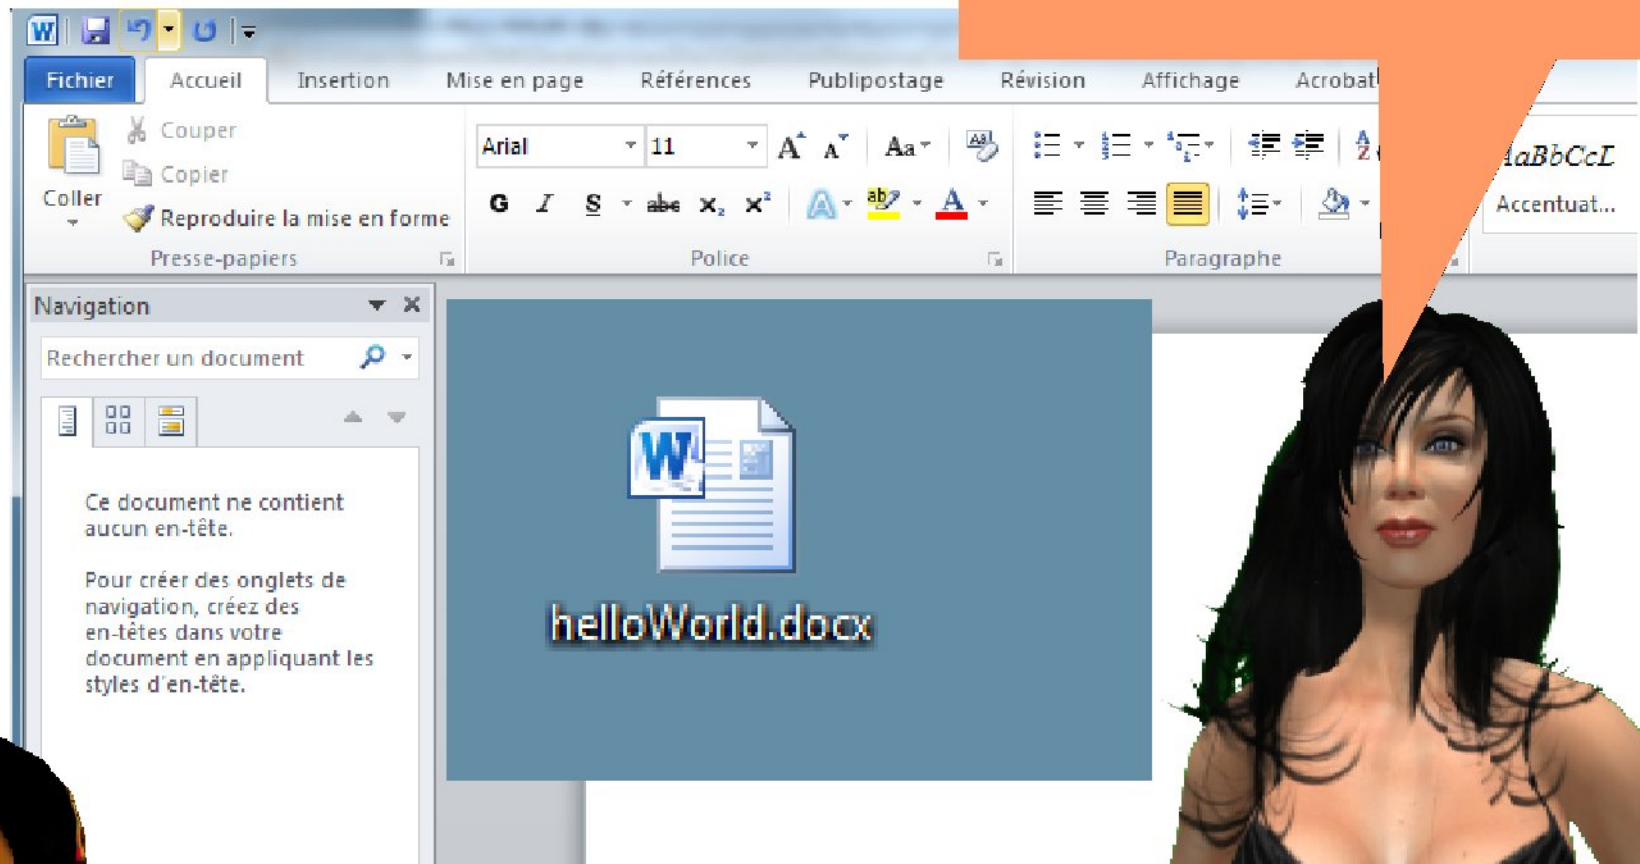 Fichier Accueil Insertion Mise en page Références Publipostage Révision Affichage Acrobat
Couper
Copier
Coller
Reproduire la mise en forme
Presse-papiers
Arial 11
G I S abc x₂ x²
Police
Paragraphe
AaBbCcL
Accentuat...
Navigation
Rechercher un document
Ce document ne contient
aucun en-tête.
Pour créer des onglets de
navigation, créez des
en-têtes dans votre
document en appliquant les
styles d'en-tête.
helloWorld.docx